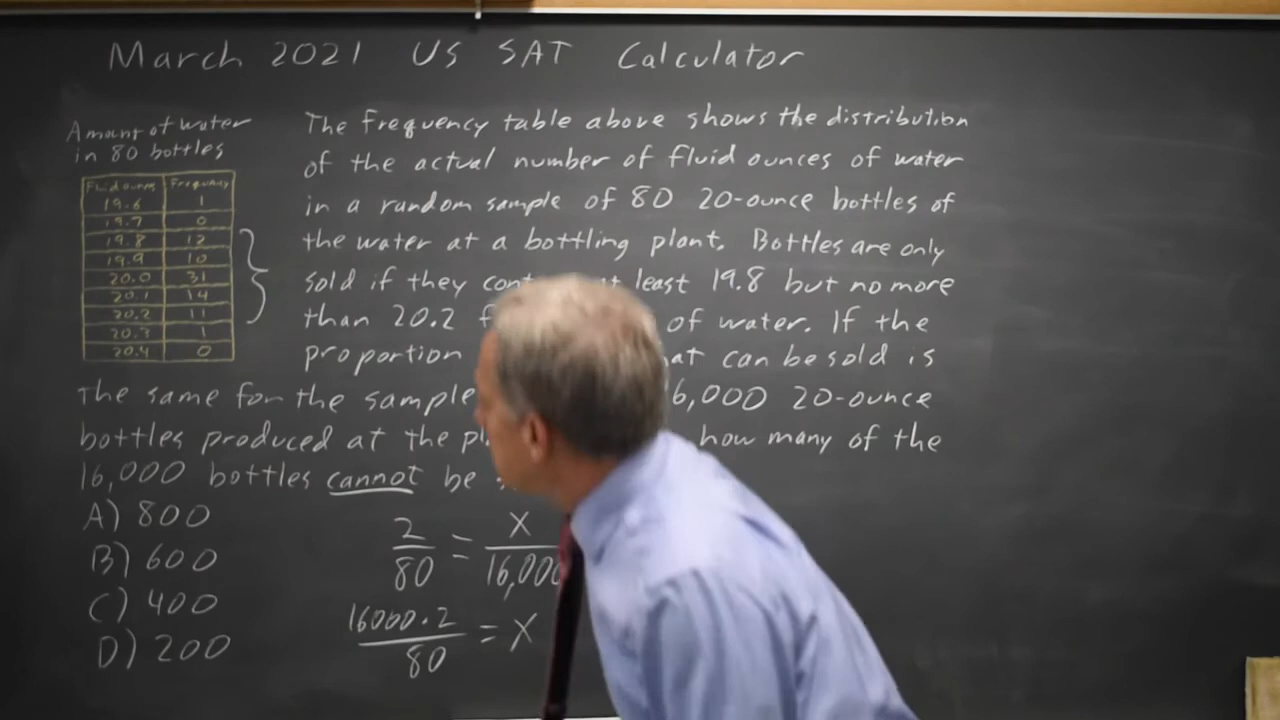 March 2021 US SAT Calculator
Amount of water
in 80 bottles
Fluid ounces Frequency
19.6 1
19.7 0
19.8 12
19.9 10
20.0 31
20.1 14
20.2 11
20.3 1
20.4 0
The frequency table above shows the distribution
of the actual number of fluid ounces of water
in a random sample of 80 20-ounce bottles of
the water at a bottling plant. Bottles are only
sold if they least 19.8 but no more
than 20.2 of water. If the
proportion can be sold is
the same for the sample 6,000 20-ounce
bottles produced at the how many of the
16,000 bottles cannot be
A) 800
B) 600
C) 400
D) 200
2/80 = X/16,000
16000.2/80 = X